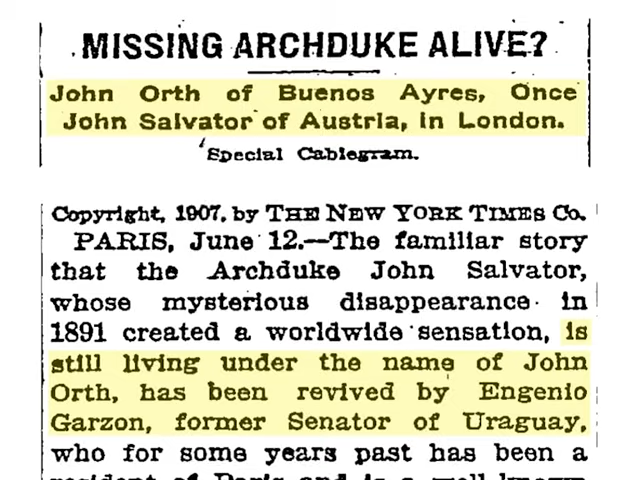 MISSING ARCHDUKE ALIVE?
John Orth of Buenos Ayres, Once
John Salvator of Austria, in London.
Special Cablegram.
Copyright, 1907, by THE NEW YORK TIMES Co.
PARIS, June 12.—The familiar story
that the Archduke John Salvator,
whose mysterious disappearance in
1891 created a worldwide sensation, is
still living under the name of John
Orth, has been revived by Engenio
Garzon, former Senator of Uraguay,
who for some years past has been a